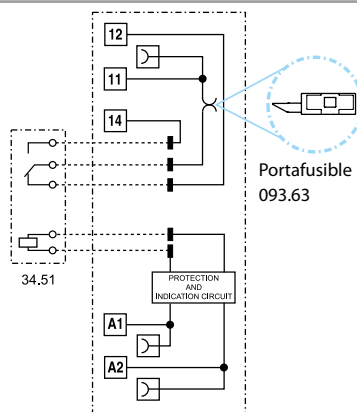 12
11
14
Portafusible
093.63
34.51
PROTECTION
AND
INDICATION CIRCUIT
A1
A2